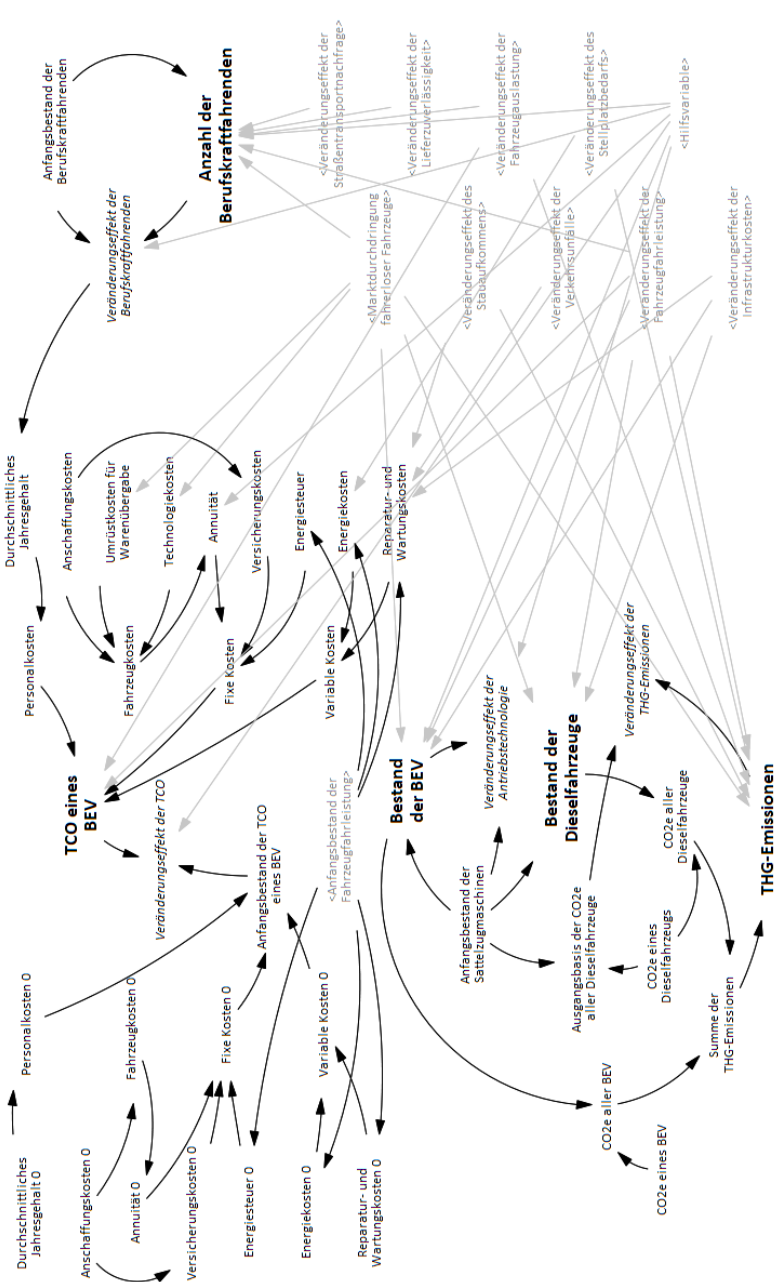 Durchschnittliches
Jahresgehalt 0
Personalkosten 0
Anschaffungskosten 0
Fahrzeugkosten 0
Annuität 0
Versicherungskosten 0
Fixe Kosten 0
Energiesteuer 0
Energiekosten 0
Variable Kosten 0
Reparatur- und
Wartungskosten 0
Anfangsbestand der TCO
eines BEV
Veränderungseffekt der TCO
TCO eines
BEV
<Anfangsbestand der
Fahrzeugfahrleistung>
Personalkosten
Durchschnittliches
Jahresgehalt
Anschaffungskosten
Umrüstkosten für
Warenübergabe
Fahrzeugkosten
Technologiekosten
Annuität
Fixe Kosten
Versicherungskosten
Energiesteuer
Variable Kosten
Energiekosten
Reparatur- und
Wartungskosten
Anfangsbestand der
Berufskraftfahrenden
Veränderungseffekt der
Berufskraftfahrenden
Anzahl der
Berufskraftfahrenden
<Veränderungseffekt der
Straßentransportnachfrage>
<Marktdurchdringung
fahrerloser Fahrzeuge>
<Veränderungseffekt der
Lieferzuverlässigkeit>
<Veränderungseffekt des
Stauaufkommens>
<Veränderungseffekt der
Fahrzeugauslastung>
<Veränderungseffekt der
Verkehrsunfälle>
<Veränderungseffekt des
Stellplatzbedarfs>
<Veränderungseffekt der
Fahrzeugfahrleistung>
<Hilfsvariable>
<Veränderungseffekt der
Infrastrukturkosten>
Bestand
der BEV
Anfangsbestand der
Sattelzugmaschinen
Veränderungseffekt der
Antriebstechnologie
Bestand der
Dieselfahrzeuge
Ausgangsbasis der CO2e
aller Dieselfahrzeuge
Veränderungseffekt der
THG-Emissionen
CO2e aller BEV
CO2e eines BEV
CO2e eines
Dieselfahrzeugs
CO2e aller
Dieselfahrzeuge
Summe der
THG-Emissionen
THG-Emissionen